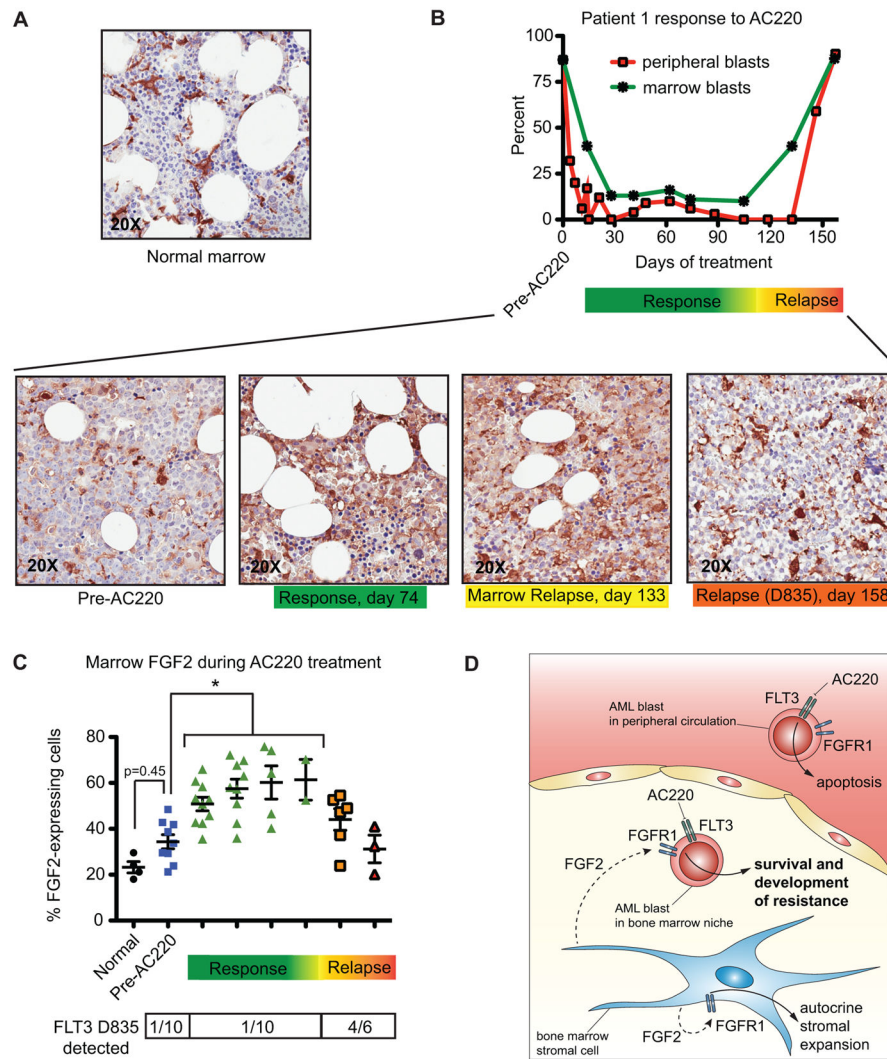 A
20X
Normal marrow
B
Patient 1 response to AC220
100
75
50
25
0
Percent
peripheral blasts
marrow blasts
0
30
60
90
120
150
Days of treatment
Pre-AC220
Response
Relapse
20X
Pre-AC220
20X
Response, day 74
20X
Marrow Relapse, day 133
20X
Relapse (D835), day 158
C
Marrow FGF2 during AC220 treatment
*
p=0.45
80
60
40
20
0
% FGF2-expressing cells
Normal
Pre-AC220
Response
Relapse
FLT3 D835
detected
1/10
1/10
4/6
D
AC220
FLT3
AML blast
in peripheral circulation
FGFR1
apoptosis
AC220
FGFR1
FLT3
FGF2
survival and
development
of resistance
AML blast
in bone marrow niche
bone marrow
stromal cell
FGF2
FGFR1
autocrine
stromal
expansion